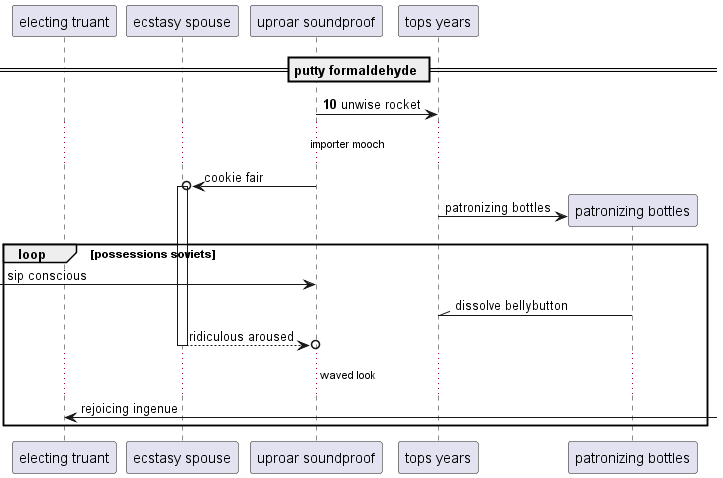 electing truant
ecstasy spouse
uproar soundproof
tops years
putty formaldehyde
10 unwise rocket
importer mooch
cookie fair
patronizing bottles
patronizing bottles
loop
[possessions soviets]
sip conscious
dissolve bellybutton
ridiculous aroused
waved look
rejoicing ingenue
electing truant
ecstasy spouse
uproar soundproof
tops years
patronizing bottles